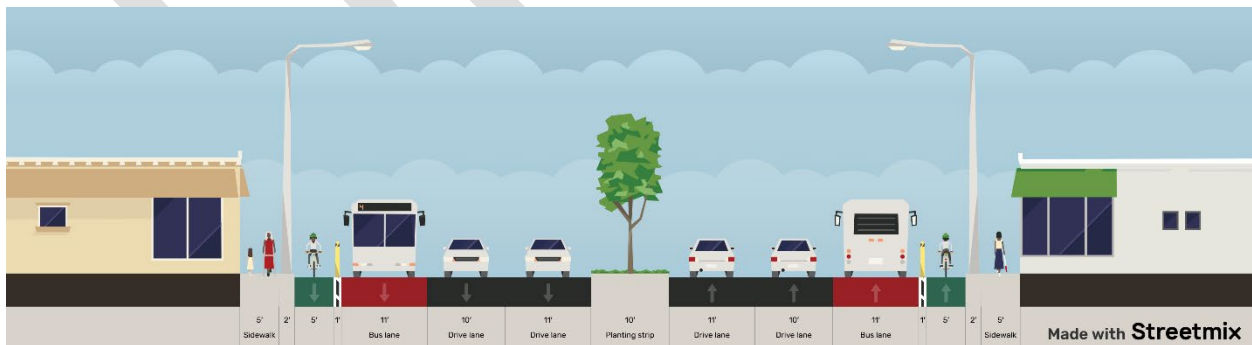 4
5' 2' 5' 1' 11' 10' 11' 10' 11' 10' 11' 1' 5' 2' 5'
Sidewalk Bus lane Drive lane Drive lane Planting strip Drive lane Drive lane Bus lane Sidewalk
Made with Streetmix